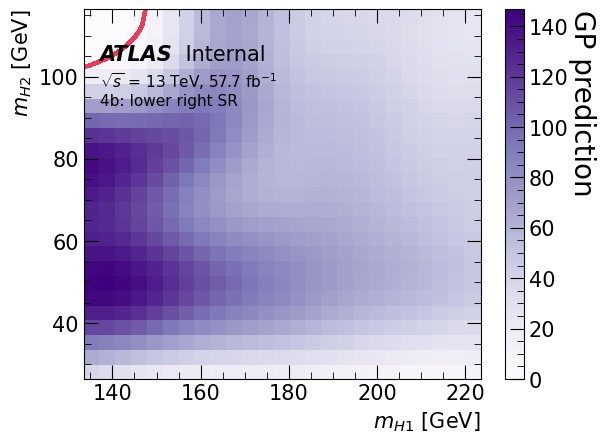 ATLAS Internal
√s = 13 TeV, 57.7 fb⁻¹
4b: lower right SR
m_H2 [GeV]
100
80
60
40
140 160 180 200 220
m_H1 [GeV]
140
120
100
80
60
40
20
0
GP prediction